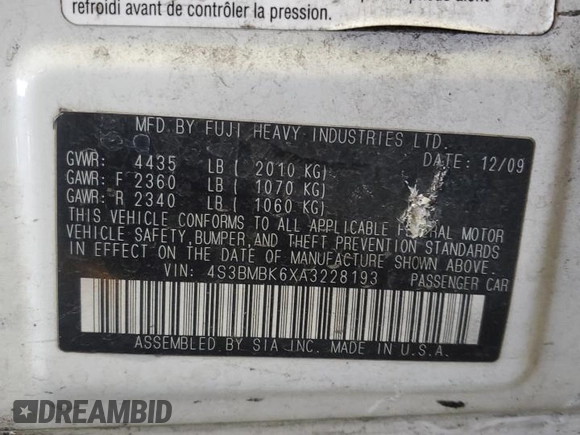 refroidi avant de contrôler la pression.
MFD. BY FUJI HEAVY INDUSTRIES LTD.
DATE: 12/09
GVWR: 4435 LB ( 2010 KG)
GAWR: F 2360 LB ( 1070 KG)
GAWR: R 2340 LB ( 1060 KG)
THIS VEHICLE CONFORMS TO ALL APPLICABLE FEDERAL MOTOR
VEHICLE SAFETY, BUMPER, AND THEFT PREVENTION STANDARDS
IN EFFECT ON THE DATE OF MANUFACTURE SHOWN ABOVE.
VIN: 4S3BMBK6XA3228193 PASSENGER CAR
ASSEMBLED BY SIA INC. MADE IN U.S.A.
DREAMBID